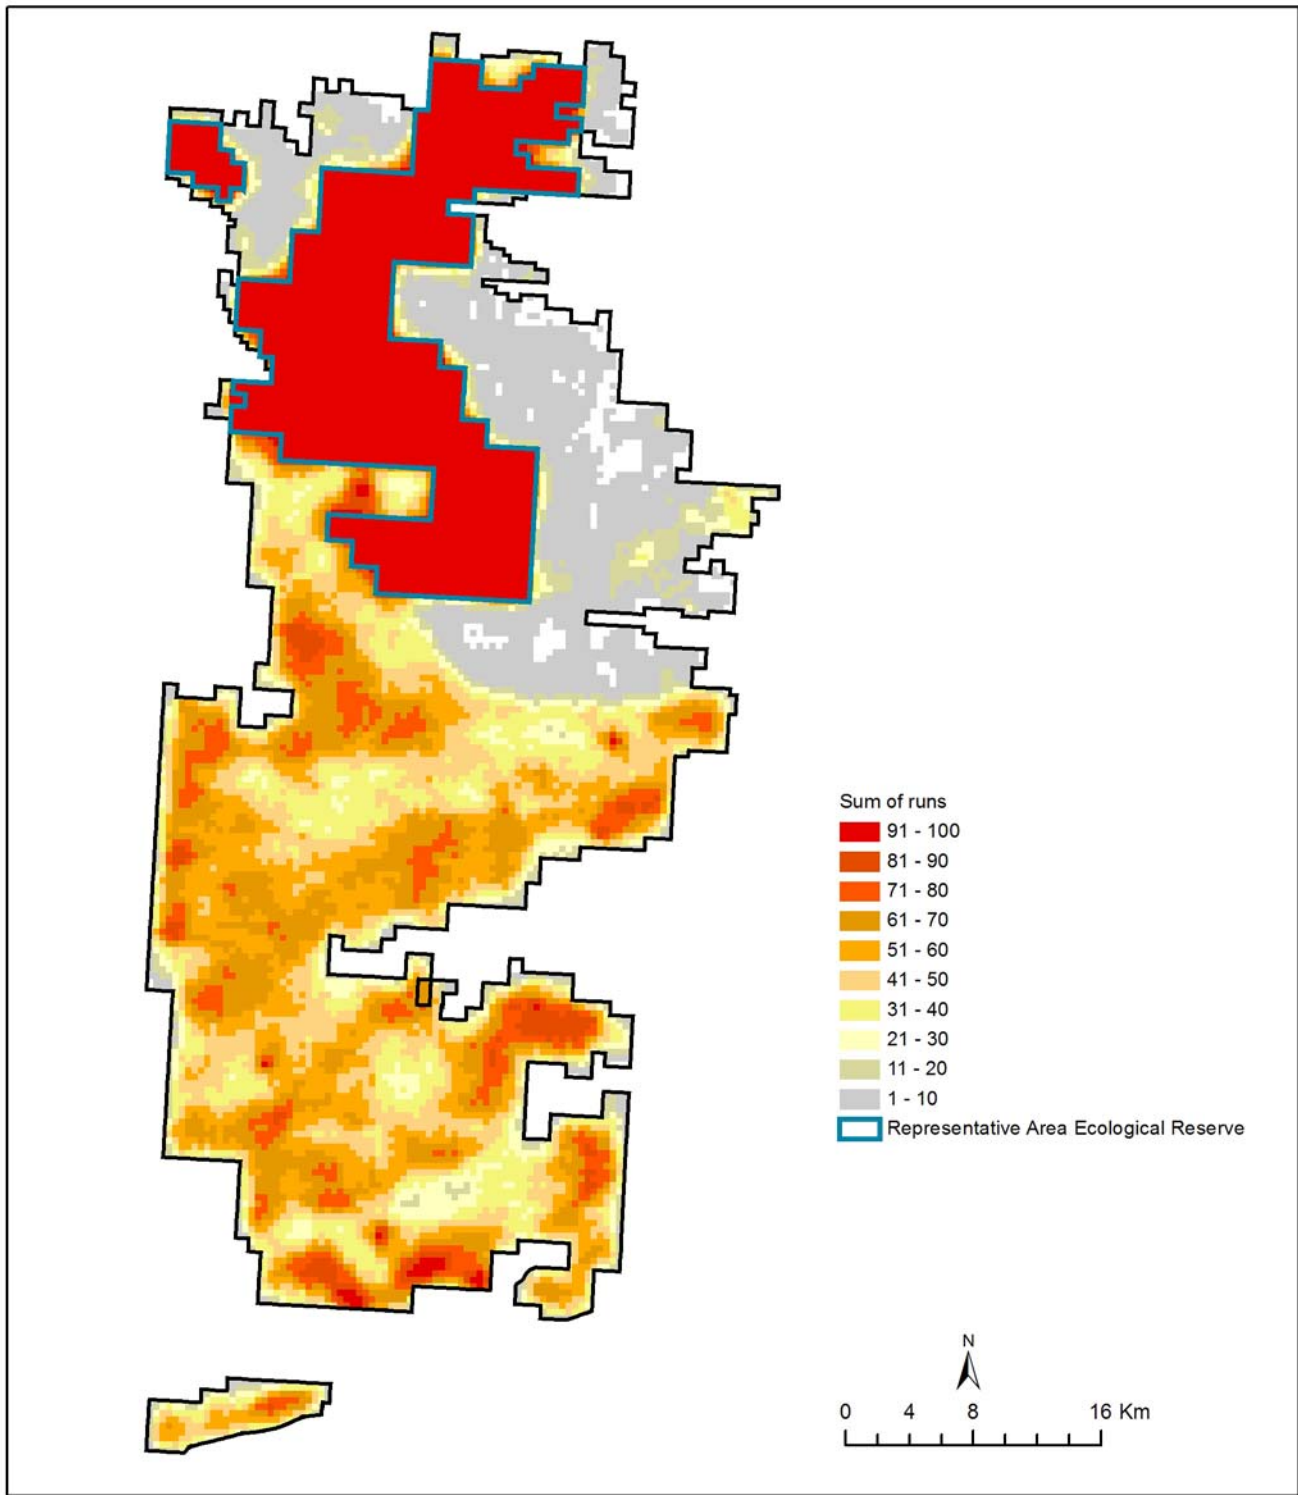 Sum of runs
91 - 100
81 - 90
71 - 80
61 - 70
51 - 60
41 - 50
31 - 40
21 - 30
11 - 20
1 - 10
Representative Area Ecological Reserve
N
0 4 8 16 Km